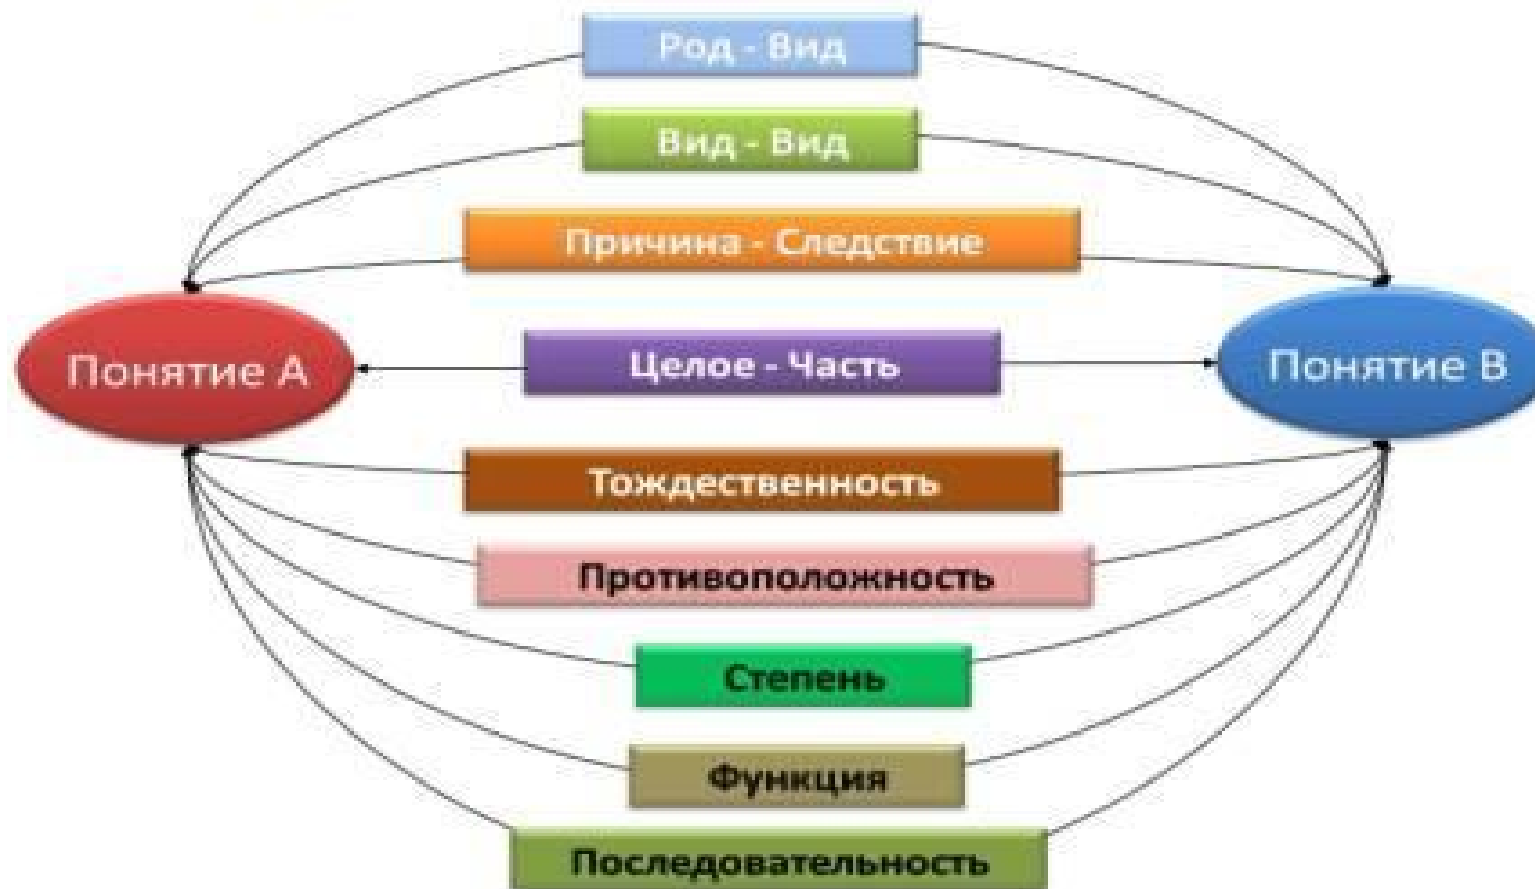 Род - Вид
Вид - Вид
Причина - Следствие
Понятие А
Целое - Часть
Понятие В
Тождественность
Противоположность
Степень
Функция
Последовательность